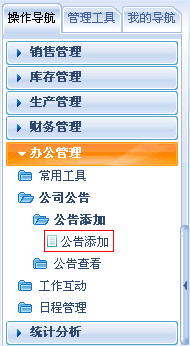 操作导航 管理工具 我的导航
销售管理
库存管理
生产管理
财务管理
办公管理
常用工具
公司公告
公告添加
公告添加
公告查看
工作互动
日程管理
统计分析